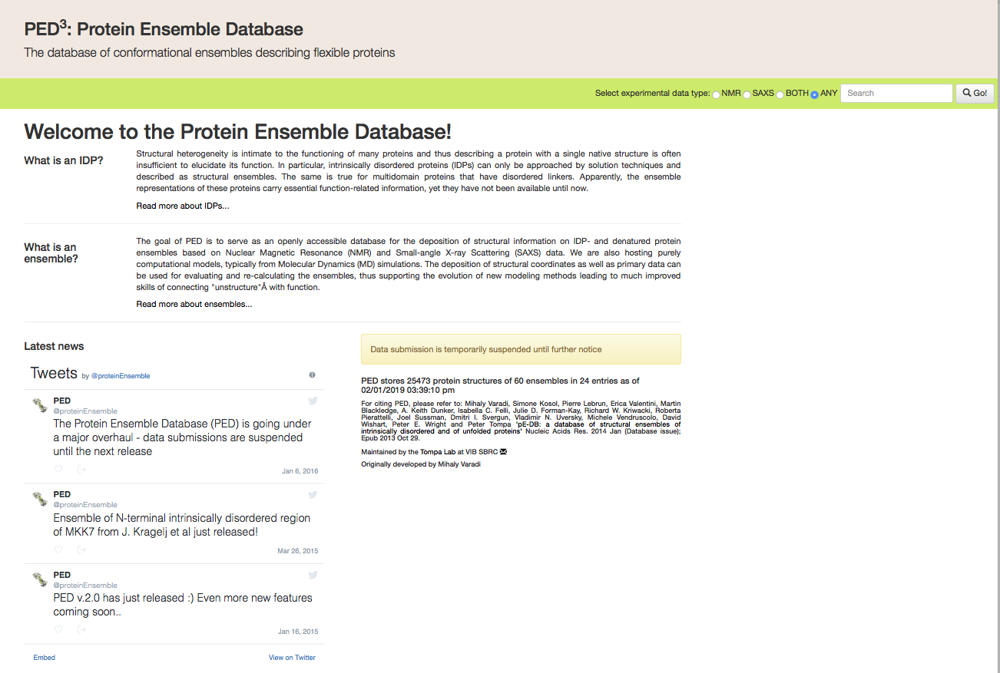 PED3: Protein Ensemble Database
The database of conformational ensembles describing flexible proteins
Select experimental data type: NMR SAXS BOTH ANY Search Go!
Welcome to the Protein Ensemble Database!
What is an IDP?
Structural heterogeneity is intimate to the functioning of many proteins and thus describing a protein with a single native structure is often
insufficient to elucidate its function. In particular, intrinsically disordered proteins (IDPs) can only be approached by solution techniques and
described as structural ensembles. The same is true for multidomain proteins that have disordered linkers. Apparently, the ensemble
representations of these proteins carry essential function-related information, yet they have not been available until now.
Read more about IDPs...
What is an
ensemble?
The goal of PED is to serve as an openly accessible database for the deposition of structural information on IDP- and denatured protein
ensembles based on Nuclear Magnetic Resonance (NMR) and Small-angle X-ray Scattering (SAXS) data. We are also hosting purely
computational models, typically from Molecular Dynamics (MD) simulations. The deposition of structural coordinates as well as primary data can
be used for evaluating and re-calculating the ensembles, thus supporting the evolution of new modeling methods leading to much improved
skills of connecting "unstructure"Â with function.
Read more about ensembles...
Latest news
Tweets by @proteinEnsemble
PED
@proteinEnsemble
The Protein Ensemble Database (PED) is going under
a major overhaul - data submissions are suspended
until the next release
Jan 6, 2016
PED
@proteinEnsemble
Ensemble of N-terminal intrinsically disordered region
of MKK7 from J. Kragelj et al just released!
Mar 26, 2015
PED
@proteinEnsemble
PED v.2.0 has just released :) Even more new features
coming soon..
Jan 16, 2015
Embed
View on Twitter
Data submission is temporarily suspended until further notice
PED stores 25473 protein structures of 60 ensembles in 24 entries as of
02/01/2019 03:39:10 pm
For citing PED, please refer to: Mihaly Varadi, Simone Kosol, Pierre Lebrun, Erica Valentini, Martin
Blackledge, A. Keith Dunker, Isabella C. Felli, Julie D. Forman-Kay, Richard W. Kriwacki, Roberta
Pierattelli, Joel Sussman, Dmitri I. Svergun, Vladimir N. Uversky, Michele Vendruscolo, David
Wishart, Peter E. Wright and Peter Tompa 'pE-DB: a database of structural ensembles of
intrinsically disordered and of unfolded proteins' Nucleic Acids Res. 2014 Jan (Database issue);
Epub 2013 Oct 29.
Maintained by the Tompa Lab at VIB SBRC
Originally developed by Mihaly Varadi